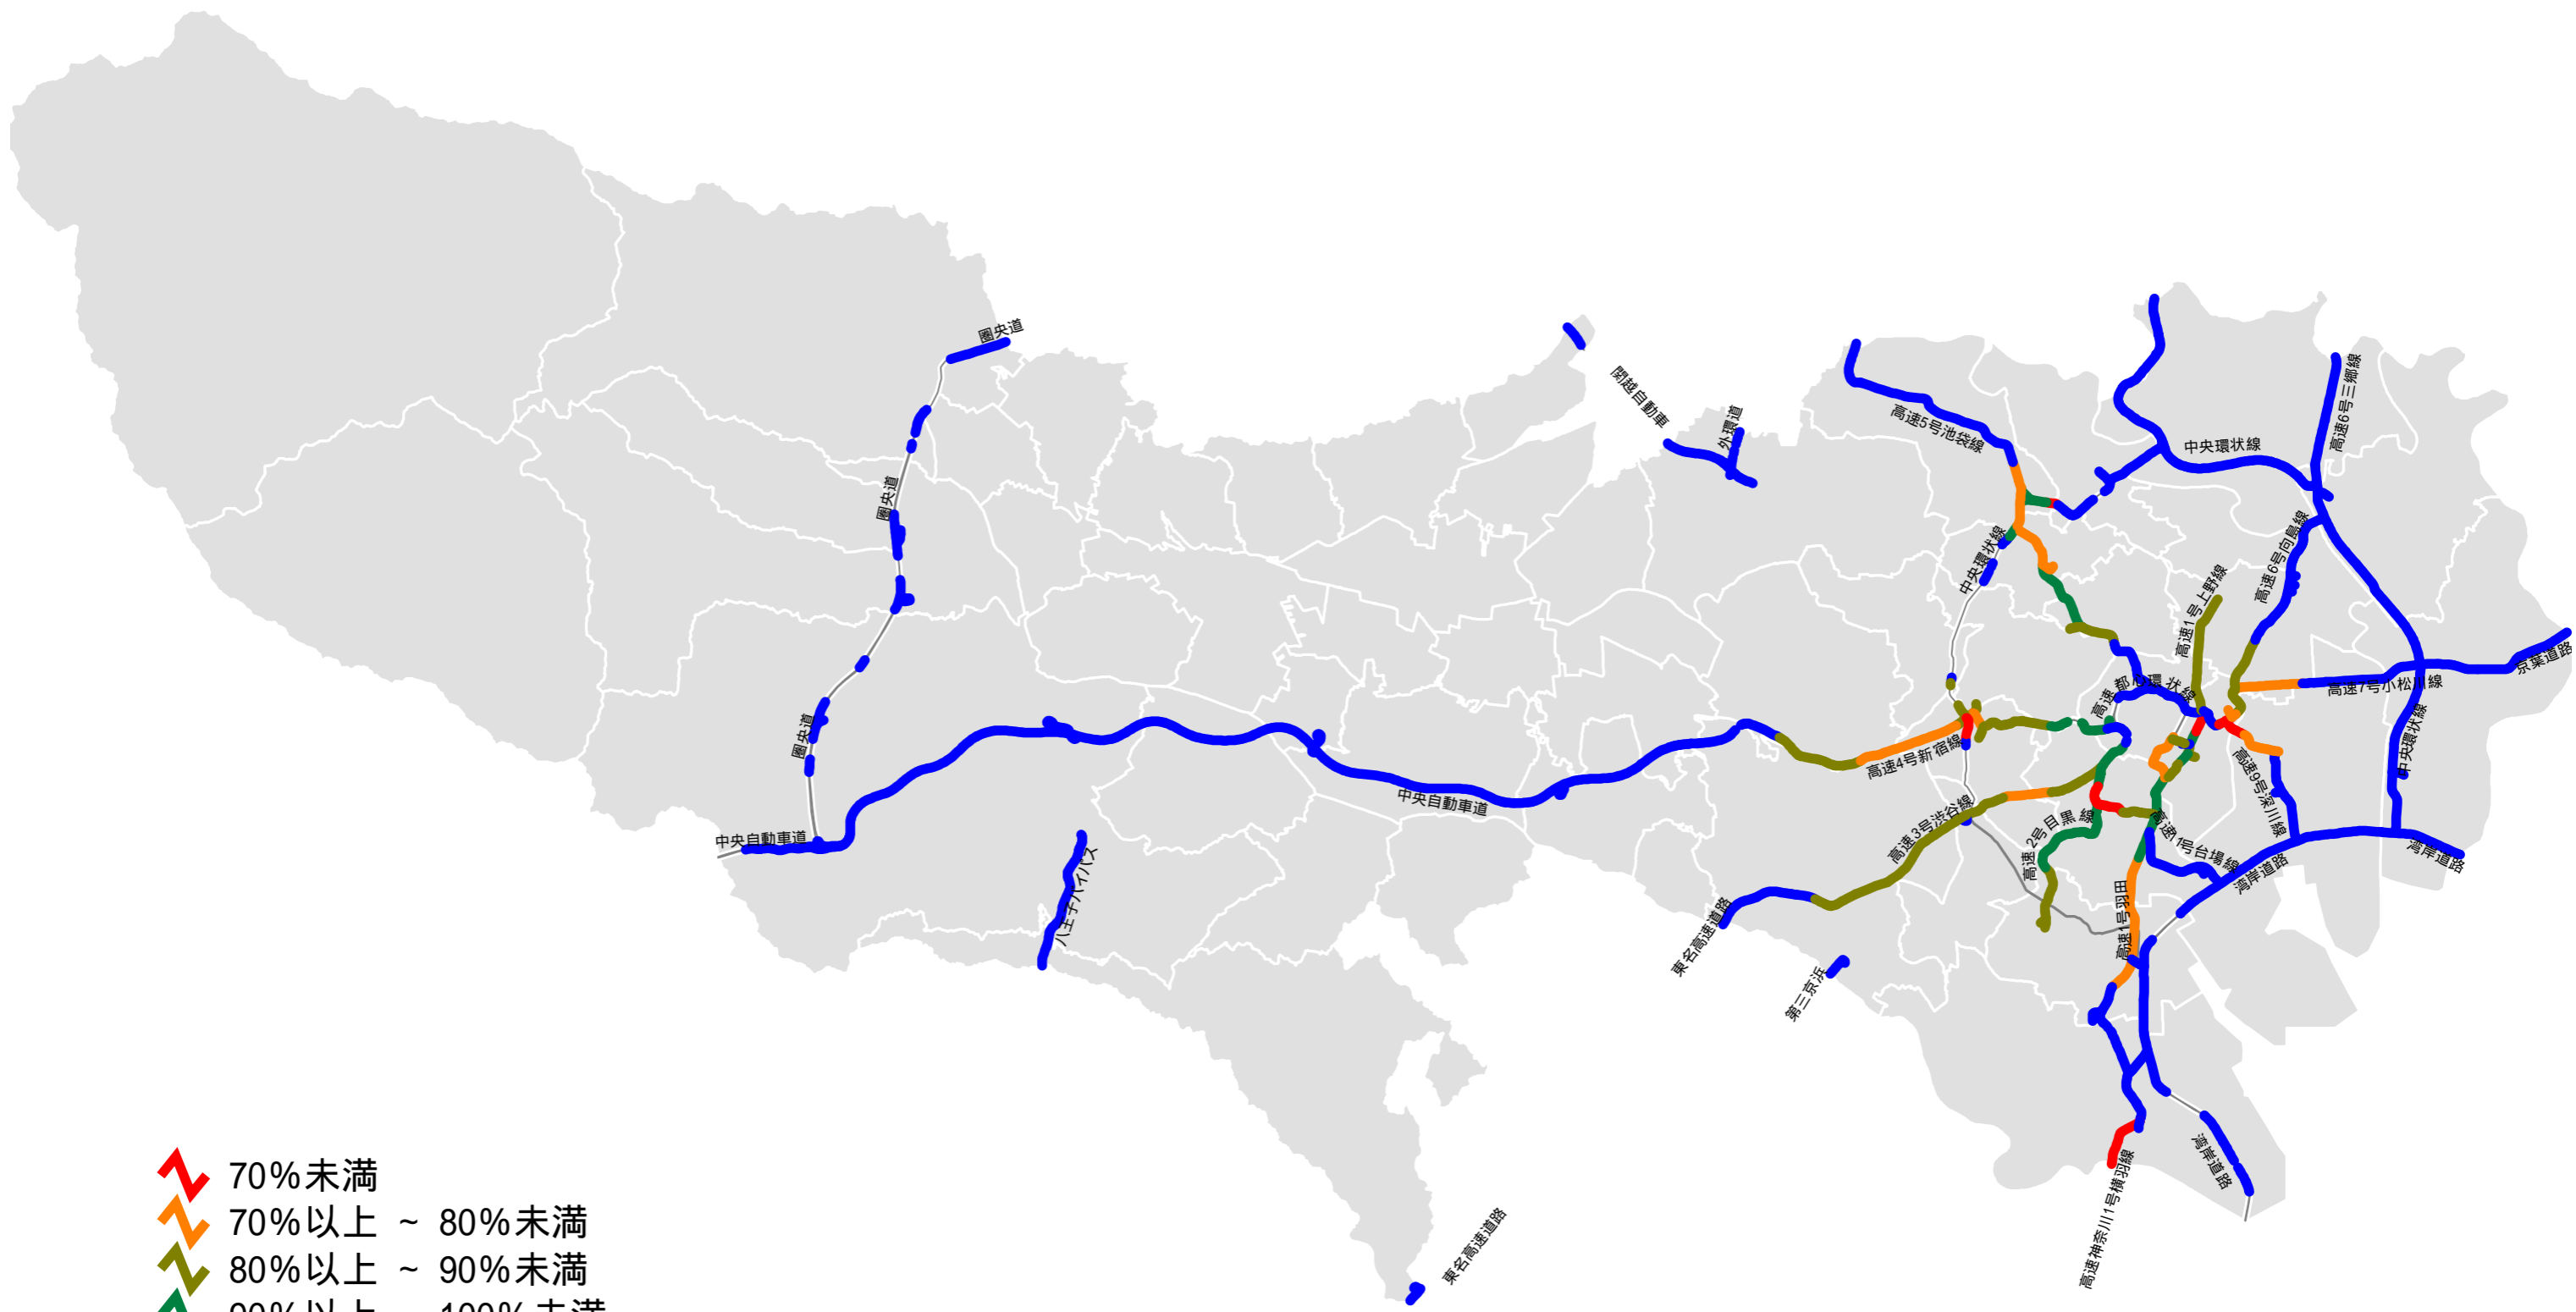 圏央道
関越自動車
外環道
高速5号池袋線
中央環状線
高速6号三郷線
圏央道
中央環状線
高速6号向島線
高速1号上野線
京葉道路
高速7号小松川線
高速都心環状線
圏央道
高速4号新宿線
中央環状線
高速9号深川線
中央自動車道
中央自動車道
高速3号渋谷線
高速2号目黒線
高速11号台場線
湾岸道路
湾岸道路
八王子バイパス
東名高速道路
高速1号羽田
第三京浜
湾岸道路
高速神奈川1号横羽線
東名高速道路
70%未満
70%以上 ~ 80%未満
80%以上 ~ 90%未満
90%以上 ~ 100%未満